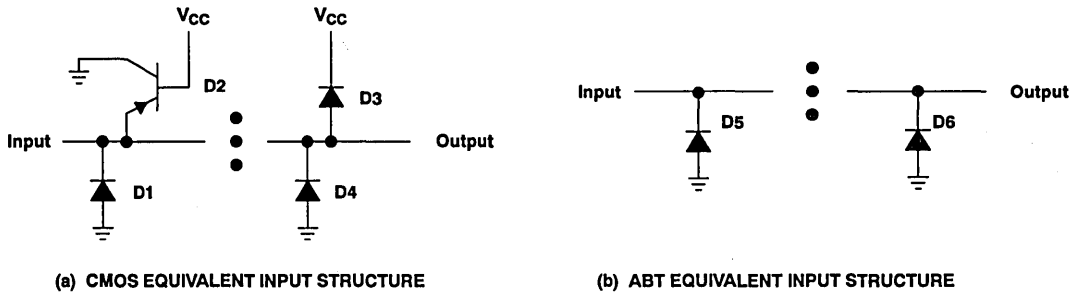 VCC
VCC
D2
D3
Input
Output
D1
D4
(a) CMOS EQUIVALENT INPUT STRUCTURE
Input
Output
D5
D6
(b) ABT EQUIVALENT INPUT STRUCTURE